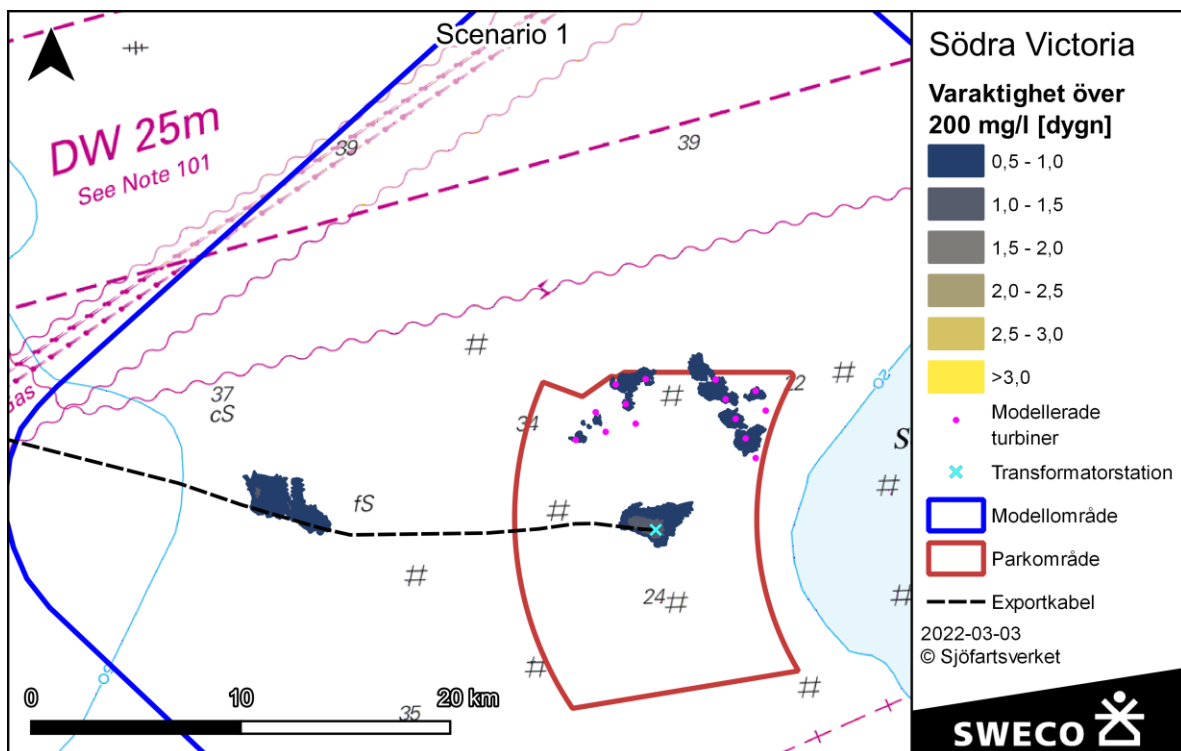 Scenario 1
DW 25m
See Note 101
39
39
Gas
37
cS
34
22
S
20
fS
24
50
35
0
10
20 km
Södra Victoria
Varaktighet över
200 mg/l [dygn]
0,5 - 1,0
1,0 - 1,5
1,5 - 2,0
2,0 - 2,5
2,5 - 3,0
>3,0
Modellerade
turbiner
Transformatorstation
Modellområde
Parkområde
Exportkabel
2022-03-03
© Sjöfartsverket
SWECO